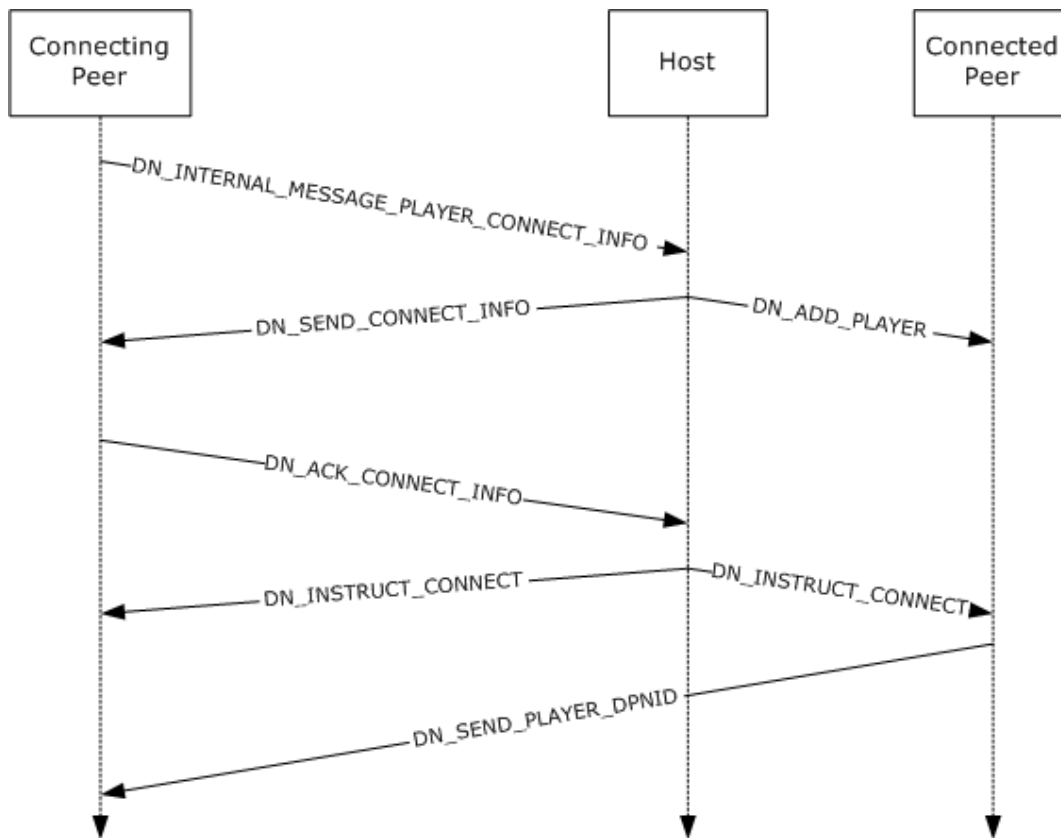 Connecting
Peer
Host
Connected
Peer
DN_INTERNAL_MESSAGE_PLAYER_CONNECT_INFO
DN_SEND_CONNECT_INFO
DN_ADD_PLAYER
DN_ACK_CONNECT_INFO
DN_INSTRUCT_CONNECT
DN_INSTRUCT_CONNECT
DN_SEND_PLAYER_DPNID